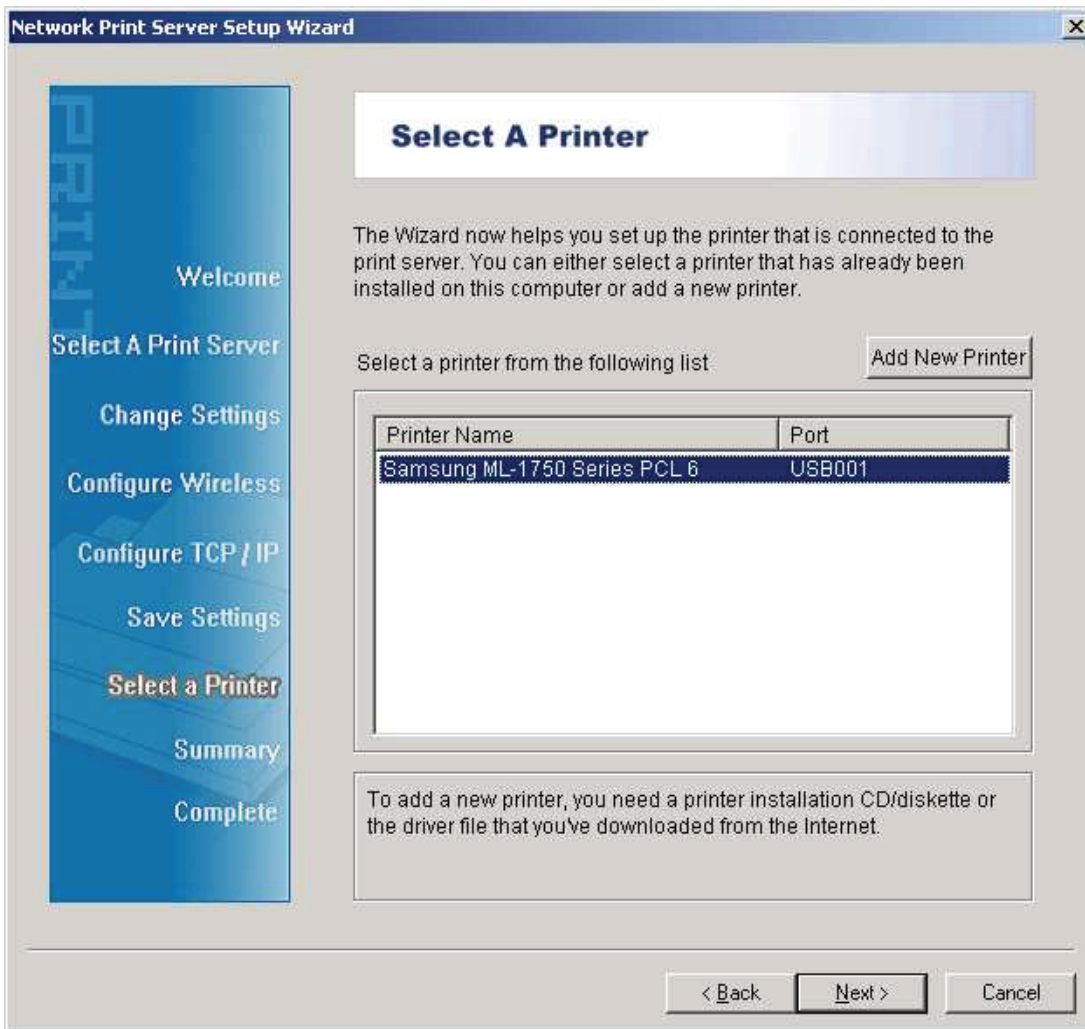 Network Print Server Setup Wizard
PRINT
Welcome
Select A Print Server
Change Settings
Configure Wireless
Configure TCP / IP
Save Settings
Select a Printer
Summary
Complete
Select A Printer
The Wizard now helps you set up the printer that is connected to the
print server. You can either select a printer that has already been
installed on this computer or add a new printer.
Select a printer from the following list
Add New Printer
Printer Name Port
Samsung ML-1750 Series PCL 6 USB001
To add a new printer, you need a printer installation CD/diskette or
the driver file that you've downloaded from the Internet.
< Back Next > Cancel